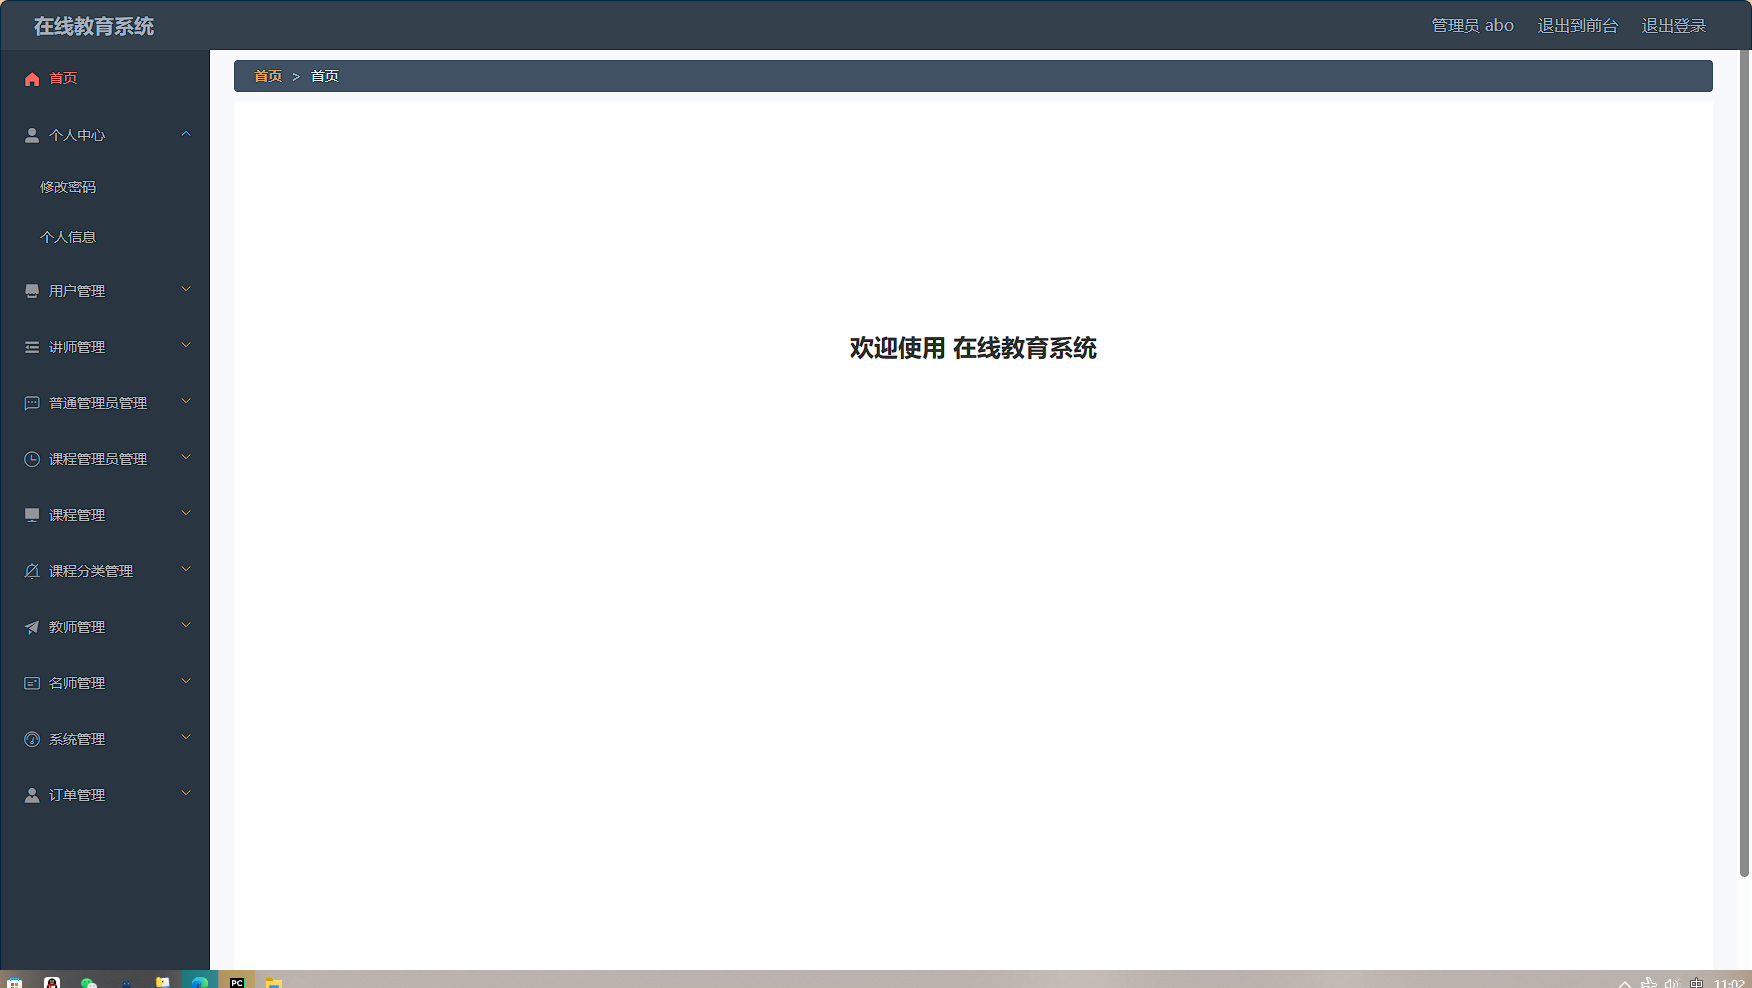 在线教育系统
管理员 abo 退出到前台 退出登录
首页
首页 > 首页
个人中心
修改密码
个人信息
用户管理
讲师管理
普通管理员管理
课程管理员管理
课程管理
课程分类管理
教师管理
名师管理
系统管理
订单管理
欢迎使用 在线教育系统
PC
中 11:02